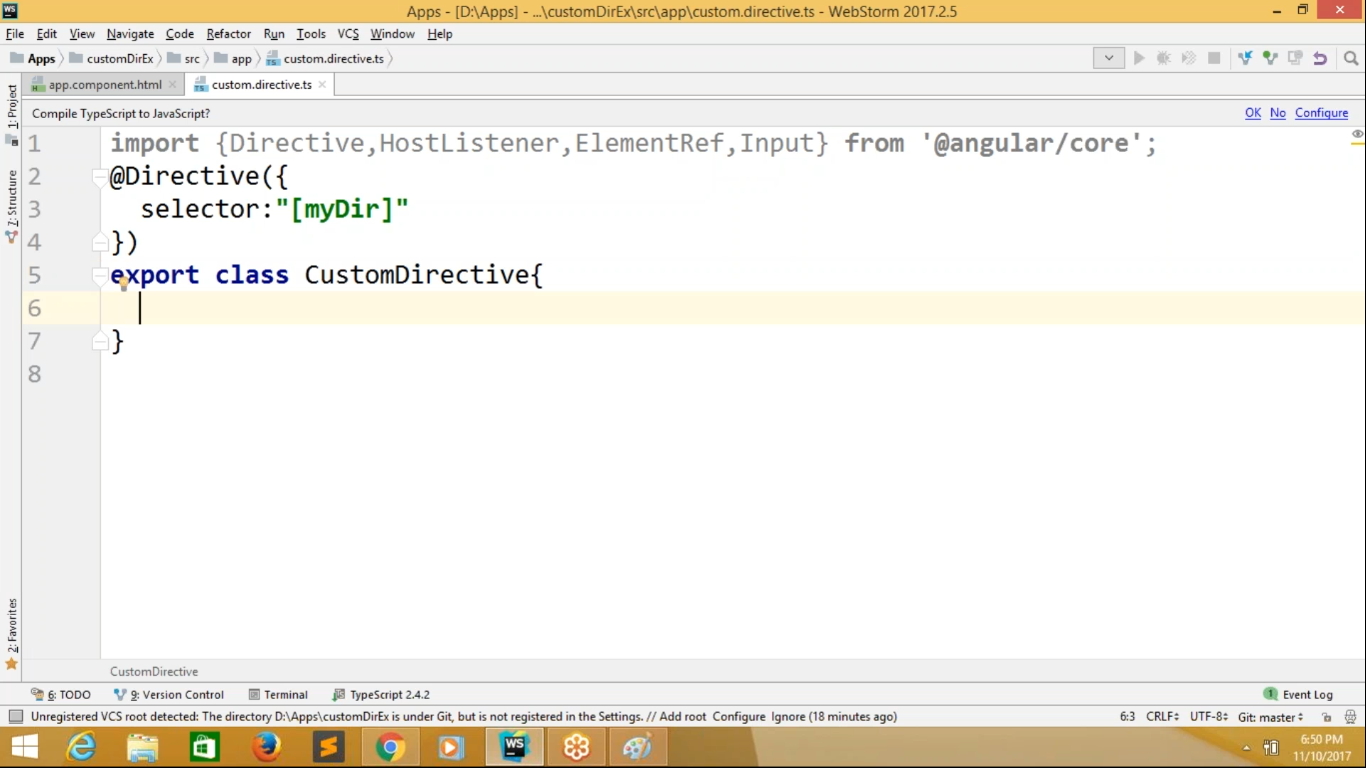 WS
Apps - [D:\Apps] - ...\customDirEx\src\app\custom.directive.ts - WebStorm 2017.2.5
File Edit View Navigate Code Refactor Run Tools VCS Window Help
Apps customDirEx src app custom.directive.ts
app.component.html custom.directive.ts
1: Project
Compile TypeScript to JavaScript?
OK No Configure
1 import {Directive,HostListener,ElementRef,Input} from '@angular/core';
2 @Directive({
3 selector:"[myDir]"
4 })
5 export class CustomDirective{
6
7 }
8
7: Structure
2: Favorites
CustomDirective
6: TODO 9: Version Control Terminal TypeScript 2.4.2 1 Event Log
Unregistered VCS root detected: The directory D:\Apps\customDirEx is under Git, but is not registered in the Settings. // Add root Configure Ignore (18 minutes ago) 6:3 CRLF UTF-8 Git: master
WS
6:50 PM
11/10/2017